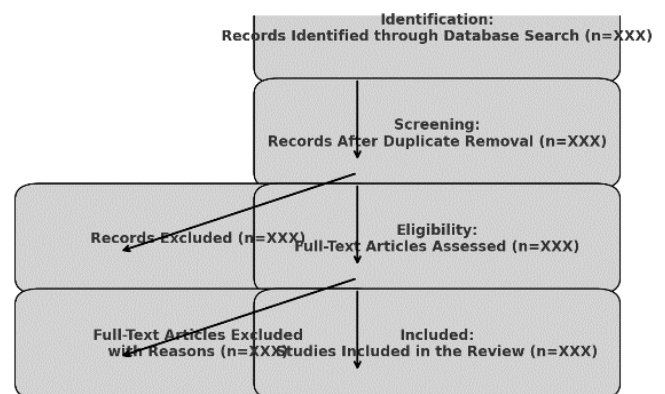 Identification:
Records Identified through Database Search (n=XXX)
Screening:
Records After Duplicate Removal (n=XXX)
Records Excluded (n=XXX)
Eligibility:
Full-Text Articles Assessed (n=XXX)
Full-Text Articles Excluded
with Reasons (n=XXX)
Included:
Studies Included in the Review (n=XXX)